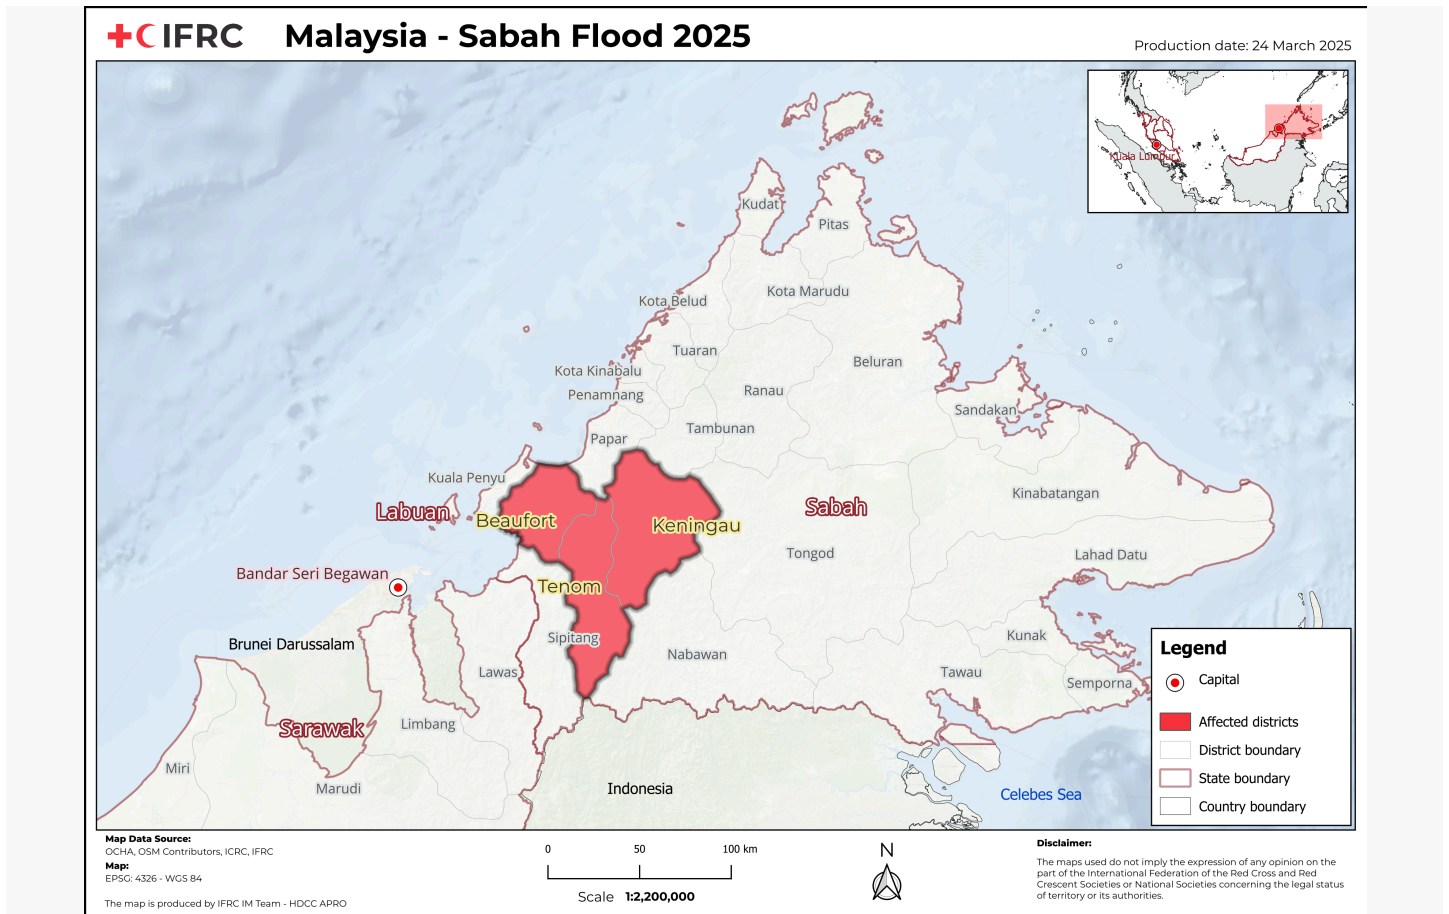 IFRC
Malaysia - Sabah Flood 2025
Production date: 24 March 2025
Kuala Lumpur
Kudat
Pitas
Kota Marudu
Kota Belud
Tuaran
Beluran
Kota Kinabalu
Penamnang
Ranau
Sandakan
Tambunan
Papar
Kuala Penyu
Kinabatangan
Labuan
Sabah
Beaufort
Keningau
Tongod
Lahad Datu
Bandar Seri Begawan
Tenom
Brunei Darussalam
Sipitang
Kunak
Nabawan
Lawas
Tawau
Semporna
Sarawak
Limbang
Miri
Marudi
Indonesia
Celebes Sea
Legend
Capital
Affected districts
District boundary
State boundary
Country boundary
Map Data Source:
OCHA, OSM Contributors, ICRC, IFRC
Map:
EPSG: 4326 - WGS 84
The map is produced by IFRC IM Team - HDCC APRO
0 50 100 km
Scale 1:2,200,000
N
Disclaimer:
The maps used do not imply the expression of any opinion on the
part of the International Federation of the Red Cross and Red
Crescent Societies or National Societies concerning the legal status
of territory or its authorities.